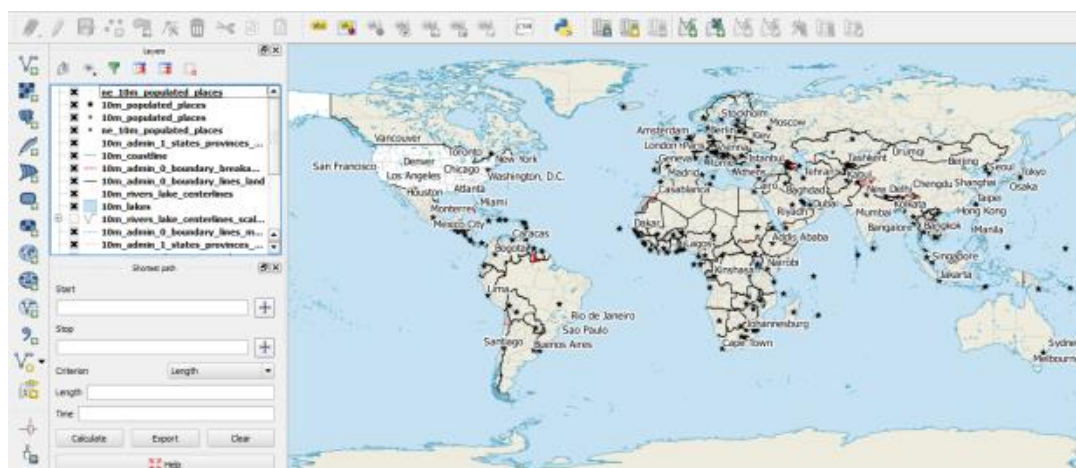 Layers
ne_10m_populated_places
10m_populated_places
10m_populated_places
ne_10m_populated_places
10m_admin_1_states_provinces_...
10m_coastline
10m_admin_0_boundary_breaka...
10m_admin_0_boundary_lines_land
10m_rivers_lake_centerlines
10m_lakes
10m_rivers_lake_centerlines_scal...
10m_admin_0_boundary_lines_m...
10m_admin_1_states_provinces_...
Shortest path
Start
Stop
Criterion Length
Length
Time
Calculate Export Clear
Help
Stockholm
Moscow
Amsterdam Berlin
Vancouver London Paris Vienna Kiev
Toronto New York Geneva Istanbul Tashkent Urumqi Beijing Seoul Tokyo
San Francisco Denver Chicago Washington, D.C. Madrid Rome Athens Tehran Kabul
Los Angeles Casablanca Cairo Baghdad New Delhi Chengdu Shanghai Osaka
Houston Atlanta Taipei
Monterrey Miami Riyadh Dubai Kolkata Hong Kong
Mexico City Dakar Mumbai
Caracas Addis Ababa Bangalore Bangkok Manila
Bogota Lagos
Kinshasa Nairobi Singapore
Lima Jakarta
Rio de Janeiro
Sao Paulo Johannesburg
Santiago Buenos Aires Cape Town Sydney
Melbourne